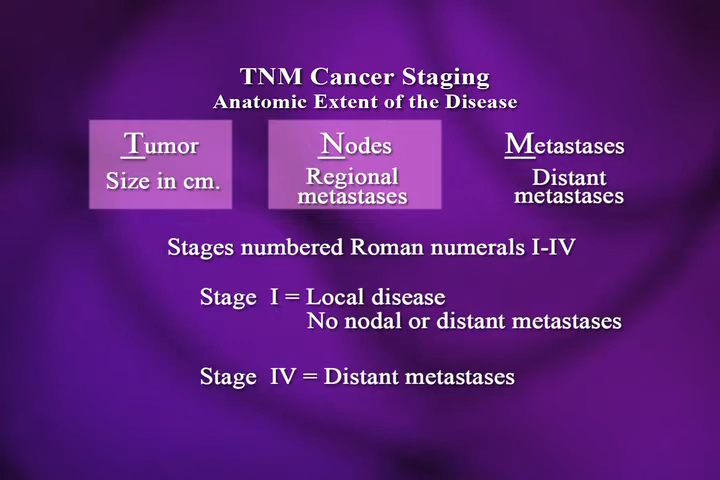 TNM Cancer Staging
Anatomic Extent of the Disease
Tumor Nodes Metastases
Size in cm. Regional metastases Distant metastases
Stages numbered Roman numerals I-IV
Stage I = Local disease
No nodal or distant metastases
Stage IV = Distant metastases